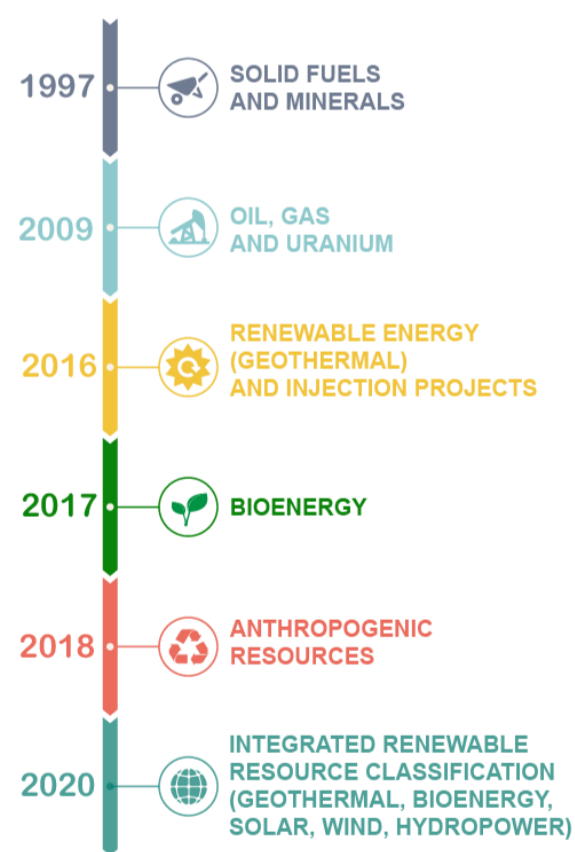 1997
SOLID FUELS
AND MINERALS
2009
OIL, GAS
AND URANIUM
2016
RENEWABLE ENERGY
(GEOTHERMAL)
AND INJECTION PROJECTS
2017
BIOENERGY
2018
ANTHROPOGENIC
RESOURCES
2020
INTEGRATED RENEWABLE
RESOURCE CLASSIFICATION
(GEOTHERMAL, BIOENERGY,
SOLAR, WIND, HYDROPOWER)